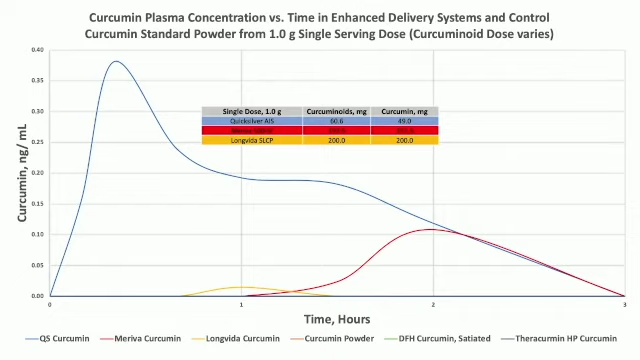 Curcumin Plasma Concentration vs. Time in Enhanced Delivery Systems and Control
Curcumin Standard Powder from 1.0 g Single Serving Dose (Curcuminoid Dose varies)
0.40
0.35
0.30
0.25
0.20
0.15
0.10
0.05
0.00
Curcumin, ng/ mL
Single Dose, 1.0 g Curcuminoids, mg Curcumin, mg
Quicksilver AIS 60.6 49.0
Longvida SLCP 200.0 200.0
0 1 2 3
Time, Hours
QS Curcumin Meriva Curcumin Longvida Curcumin Curcumin Powder DFH Curcumin, Satiated Theracurmin HP Curcumin